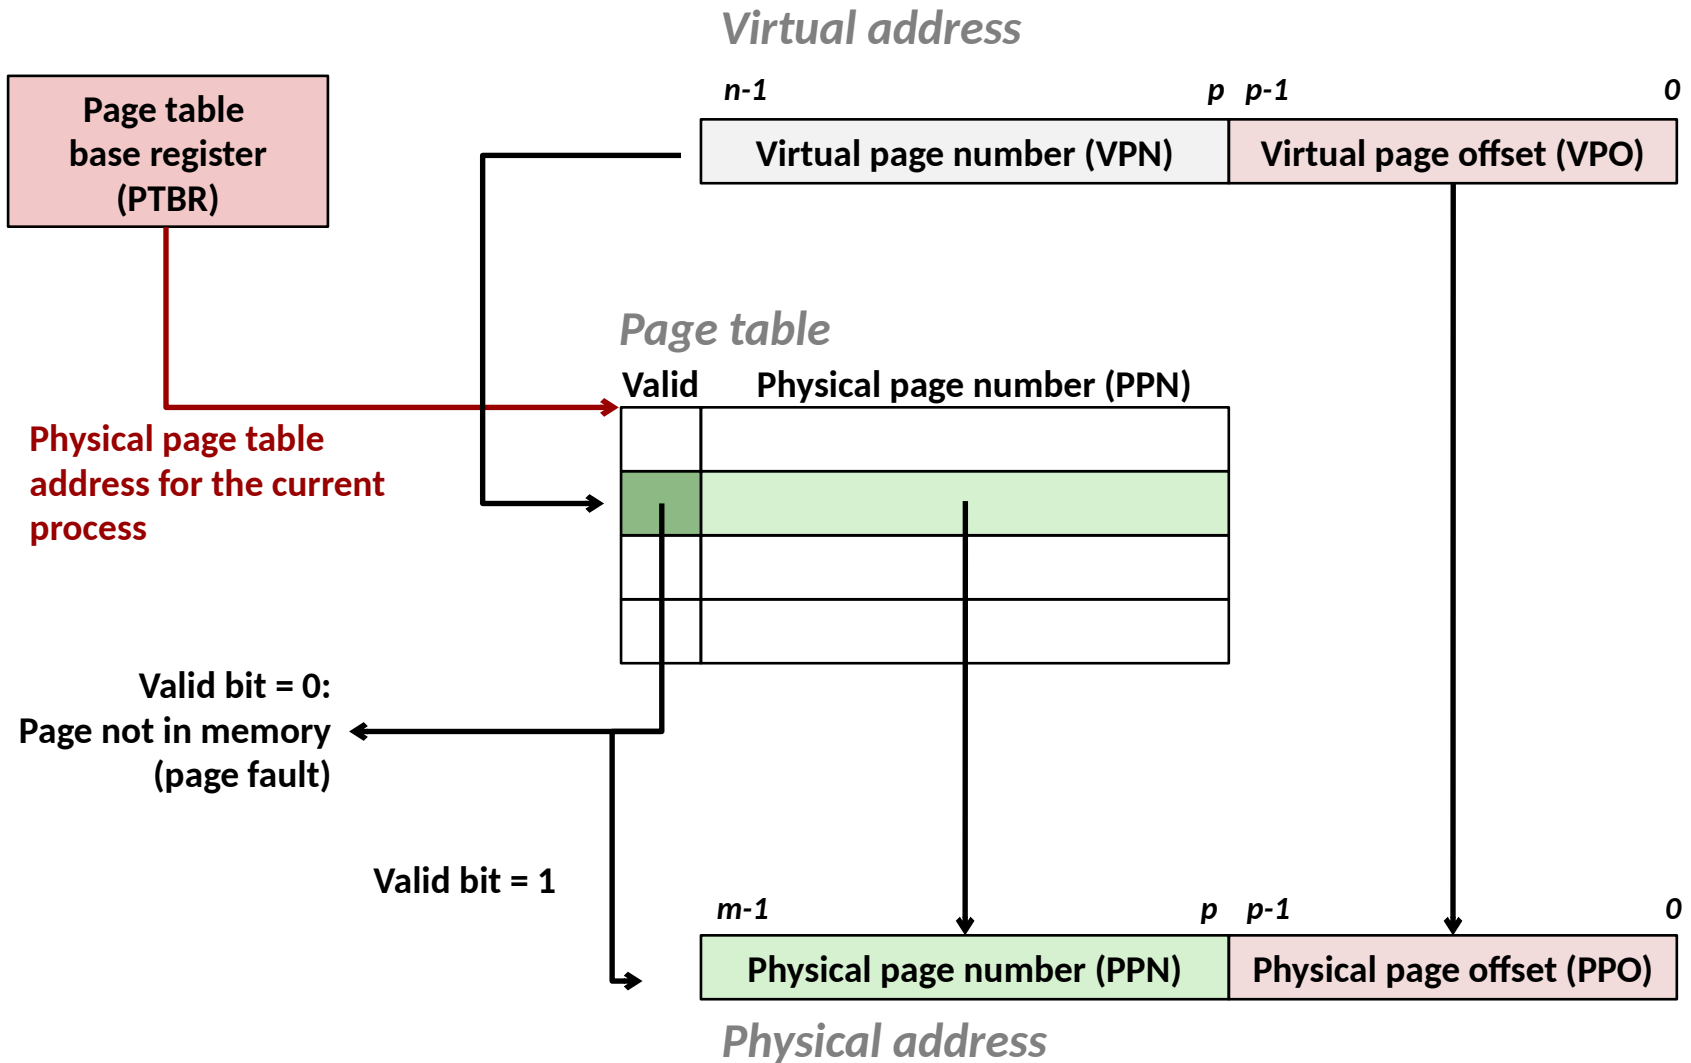 Virtual address
n-1 p p-1 0
Page table
base register
(PTBR)
Virtual page number (VPN) Virtual page offset (VPO)
Page table
Valid Physical page number (PPN)
Physical page table
address for the current
process
Valid bit = 0:
Page not in memory
(page fault)
Valid bit = 1
m-1 p p-1 0
Physical page number (PPN) Physical page offset (PPO)
Physical address